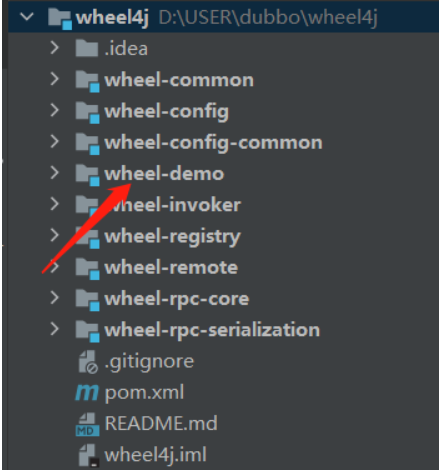 wheel4j D:\USER\dubbo\wheel4j
.idea
wheel-common
wheel-config
wheel-config-common
wheel-demo
wheel-invoker
wheel-registry
wheel-remote
wheel-rpc-core
wheel-rpc-serialization
.gitignore
m pom.xml
MD README.md
wheel4j.iml